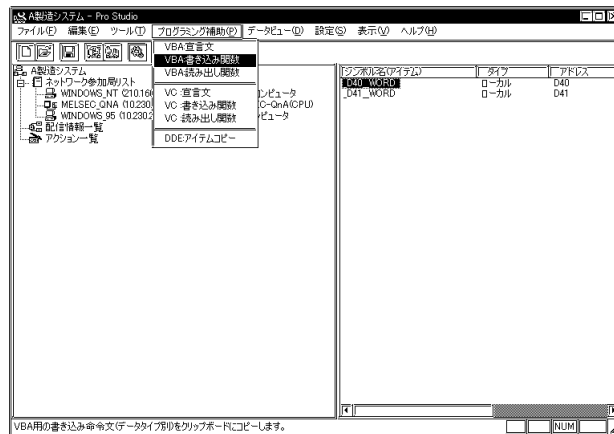 A製造システム - Pro Studio
ファイル(F) 編集(E) ツール(T) プログラミング補助(P) データビュー(D) 設定(S) 表示(V) ヘルプ(H)
VBA:宣言文
VBA:書き込み関数
VBA:読み出し関数
VC :宣言文
VC :書き込み関数
VC :読み出し関数
DDE:アイテムコピー
A製造システム
ネットワーク参加局リスト
WINDOWS_NT (210.16 ンピュータ
MELSEC_QNA (10.230 C-QnA(CPU)
WINDOWS_95 (10.230.2 ピュータ
配信情報一覧
アクション一覧
シンボル名(アイテム) タイプ アドレス
_D40_WORD ローカル D40
_D41_WORD ローカル D41
VBA用の書き込み命令文(データタイプ別)をクリップボードにコピーします。
NUM